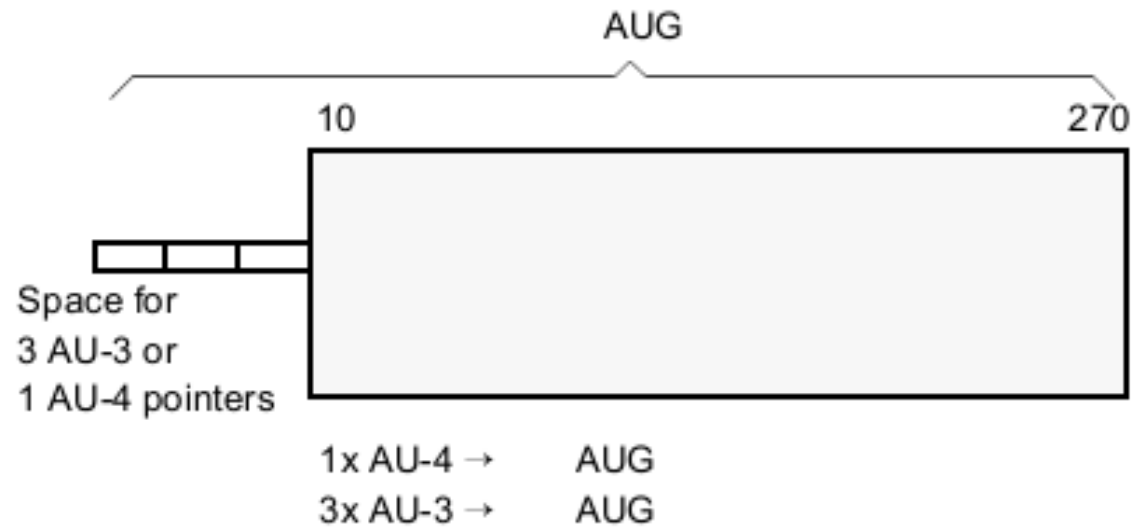 AUG
10 270
Space for
3 AU-3 or
1 AU-4 pointers
1x AU-4 → AUG
3x AU-3 → AUG